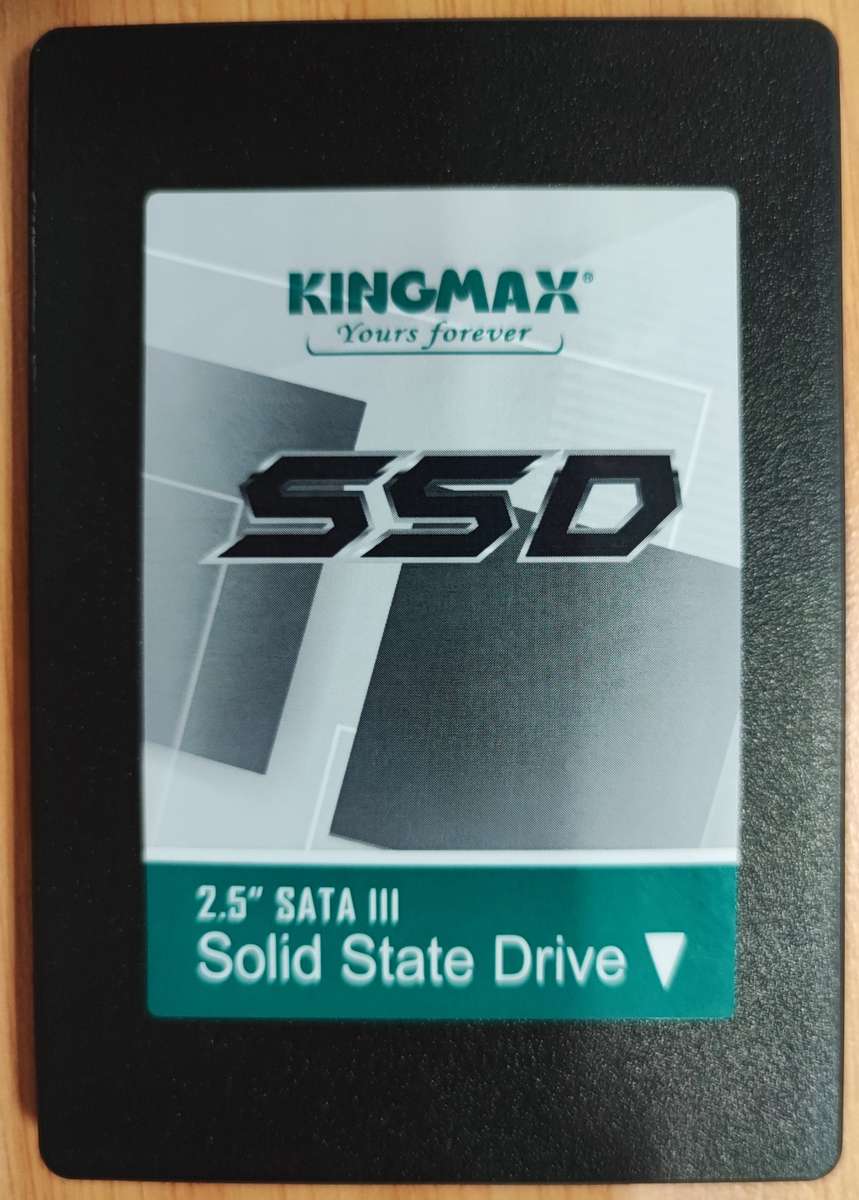 KINGMAX®
Yours forever
SSD
2.5" SATA III
Solid State Drive